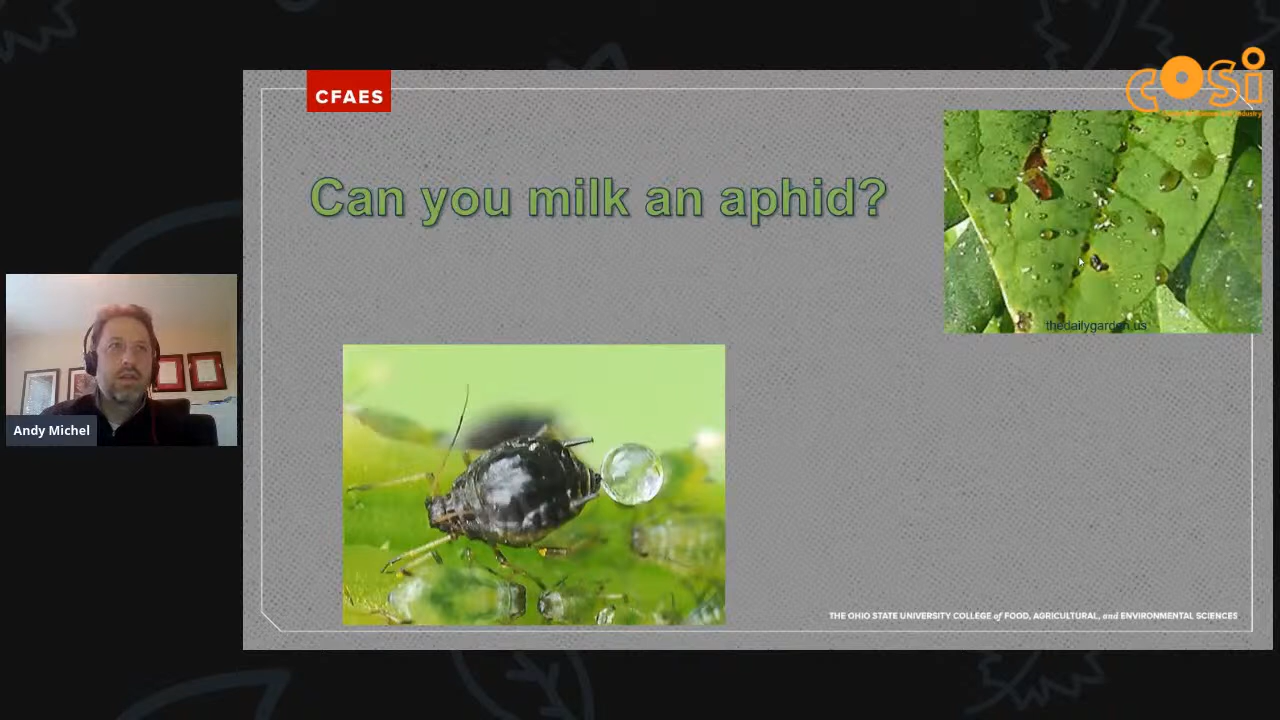 cosi
CFAES
Can you milk an aphid?
thedailygarden.us
Andy Michel
THE OHIO STATE UNIVERSITY COLLEGE of FOOD, AGRICULTURAL, and ENVIRONMENTAL SCIENCES